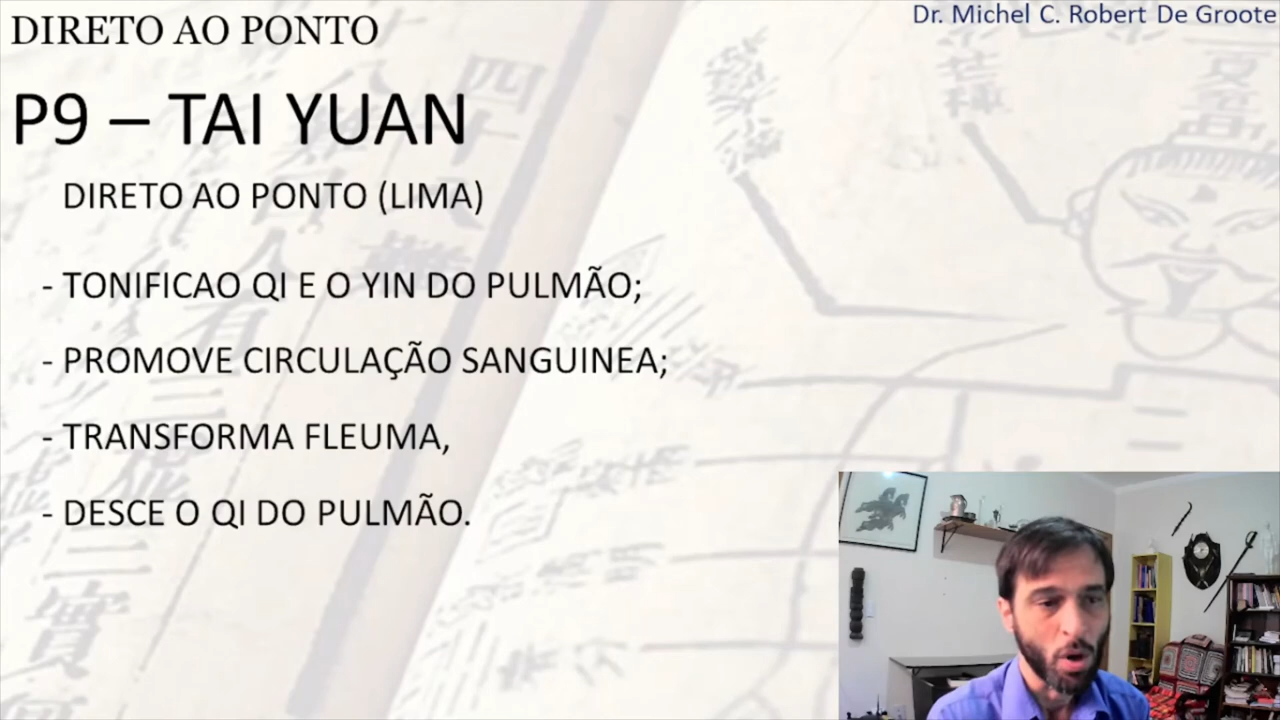 DIRETO AO PONTO
Dr. Michel C. Robert De Groote
P9 – TAI YUAN
DIRETO AO PONTO (LIMA)
- TONIFICAO QI E O YIN DO PULMÃO;
- PROMOVE CIRCULAÇÃO SANGUINEA;
- TRANSFORMA FLEUMA,
- DESCE O QI DO PULMÃO.